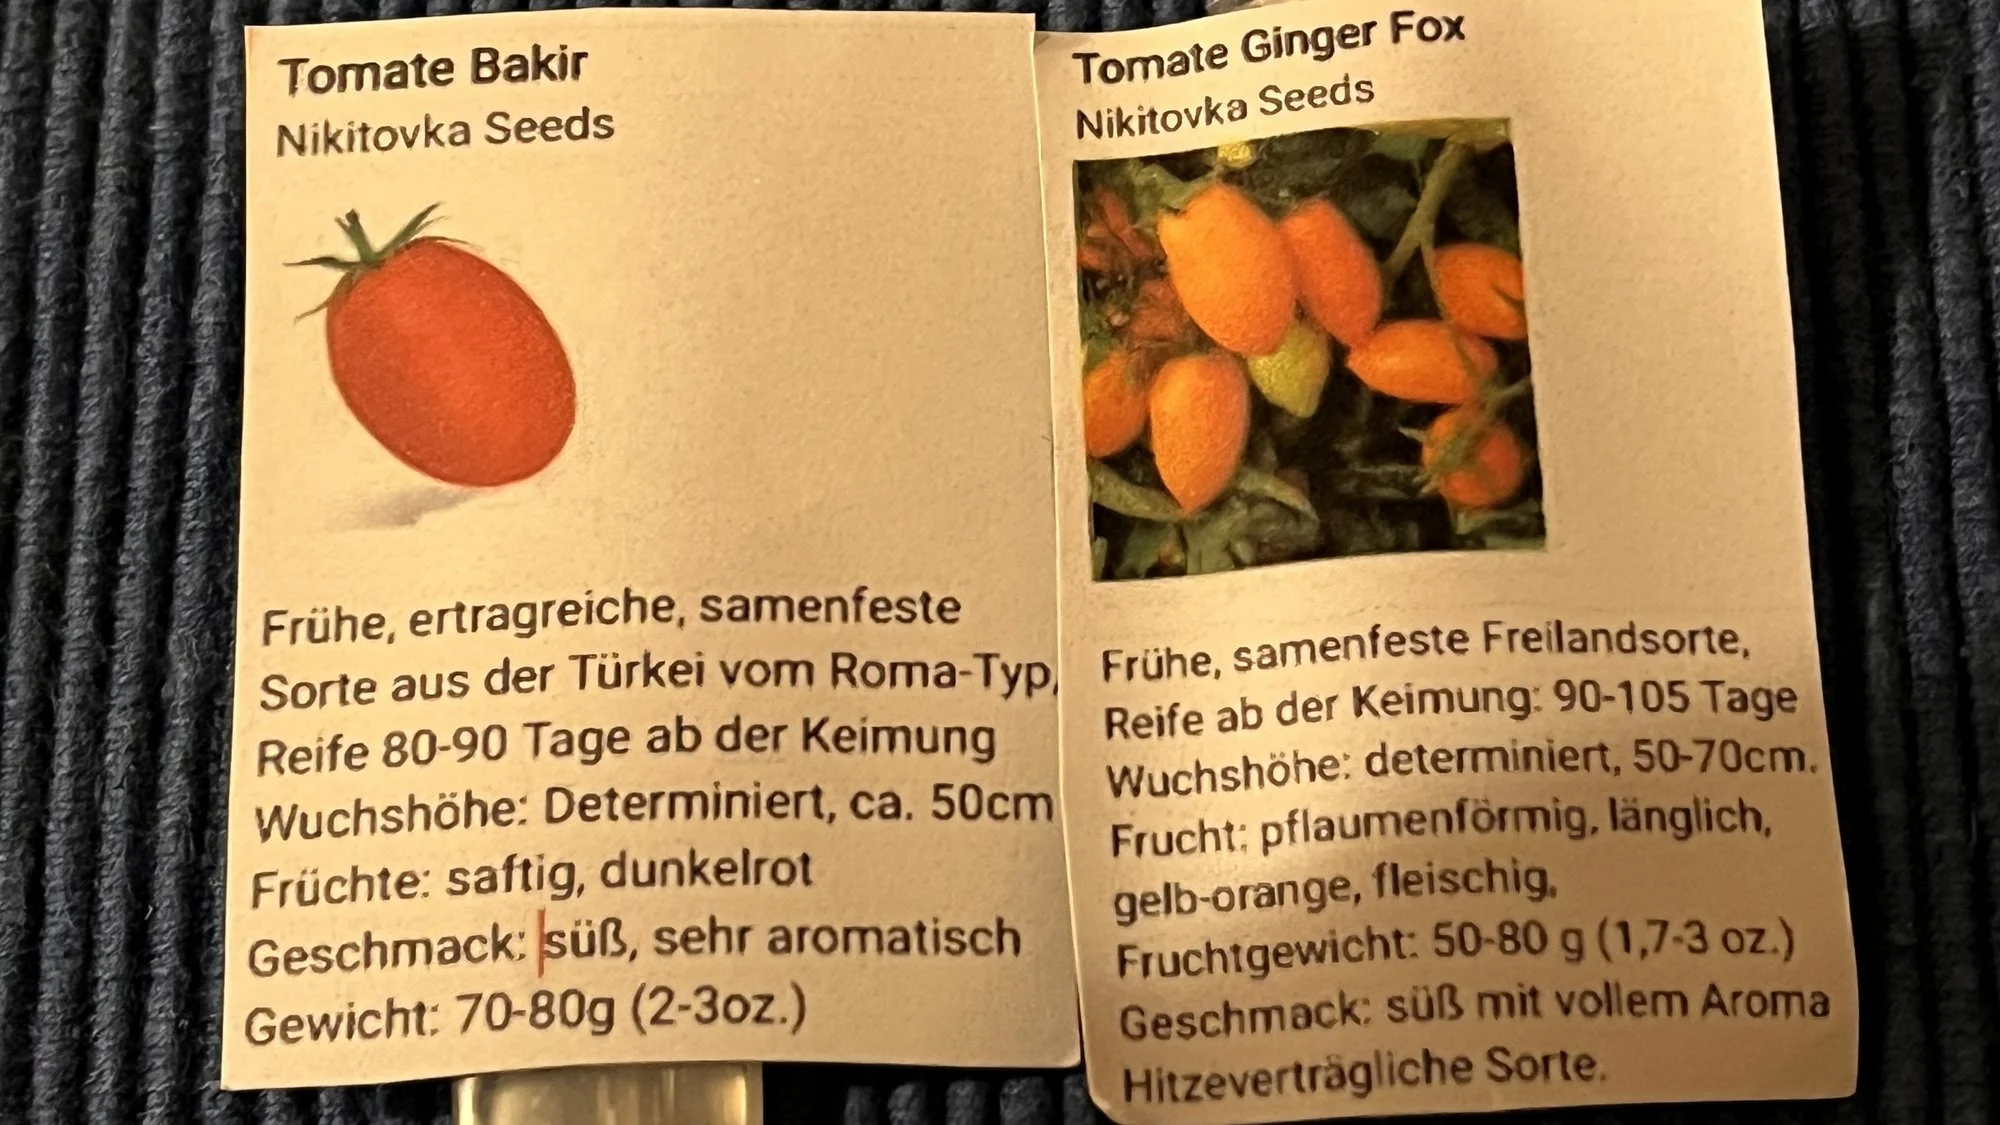 Tomate Bakir
Nikitovka Seeds
Frühe, ertragreiche, samenfeste
Sorte aus der Türkei vom Roma-Typ,
Reife 80-90 Tage ab der Keimung
Wuchshöhe: Determiniert, ca. 50cm
Früchte: saftig, dunkelrot
Geschmack: süß, sehr aromatisch
Gewicht: 70-80g (2-3oz.)
Tomate Ginger Fox
Nikitovka Seeds
Frühe, samenfeste Freilandsorte,
Reife ab der Keimung: 90-105 Tage
Wuchshöhe: determiniert, 50-70cm.
Frucht: pflaumenförmig, länglich,
gelb-orange, fleischig,
Fruchtgewicht: 50-80 g (1,7-3 oz.)
Geschmack: süß mit vollem Aroma
Hitzeverträgliche Sorte.